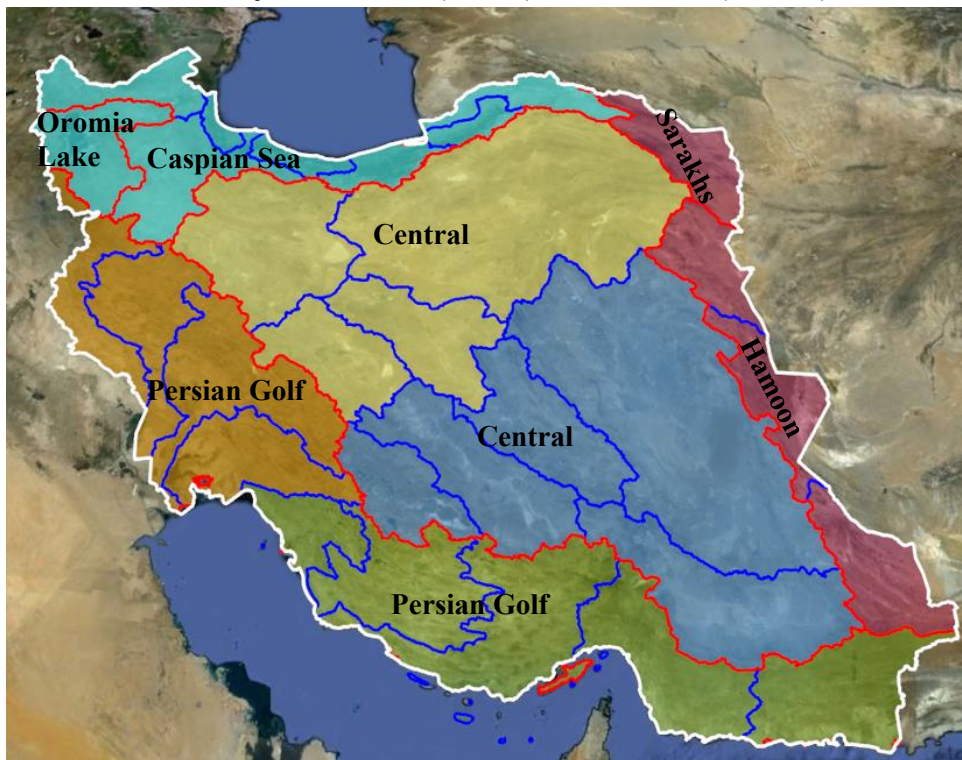 Oromia
Lake
Caspian Sea
Sarakhs
Central
Hamoon
Persian Golf
Central
Persian Golf